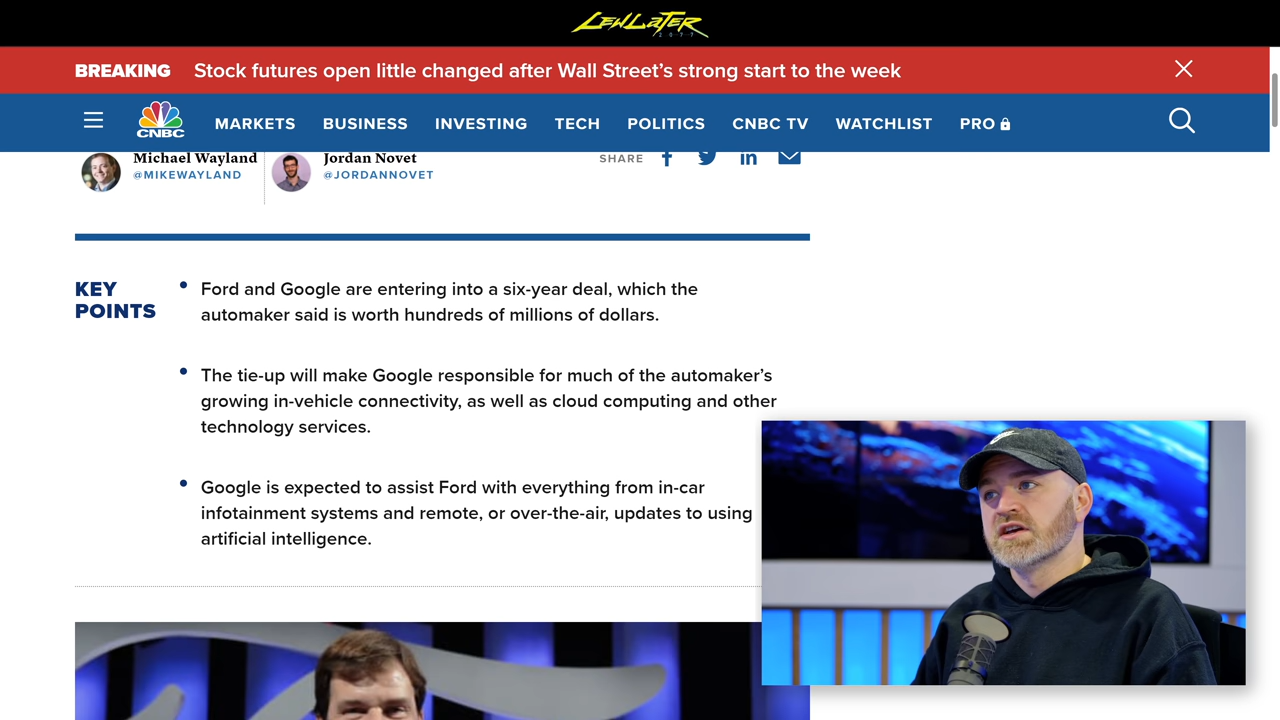 LEWLATER
2077
BREAKING Stock futures open little changed after Wall Street's strong start to the week
CNBC MARKETS BUSINESS INVESTING TECH POLITICS CNBC TV WATCHLIST PRO
Michael Wayland
@MIKEWAYLAND
Jordan Novet
@JORDANNOVET
SHARE
KEY
POINTS
Ford and Google are entering into a six-year deal, which the
automaker said is worth hundreds of millions of dollars.
The tie-up will make Google responsible for much of the automaker's
growing in-vehicle connectivity, as well as cloud computing and other
technology services.
Google is expected to assist Ford with everything from in-car
infotainment systems and remote, or over-the-air, updates to using
artificial intelligence.